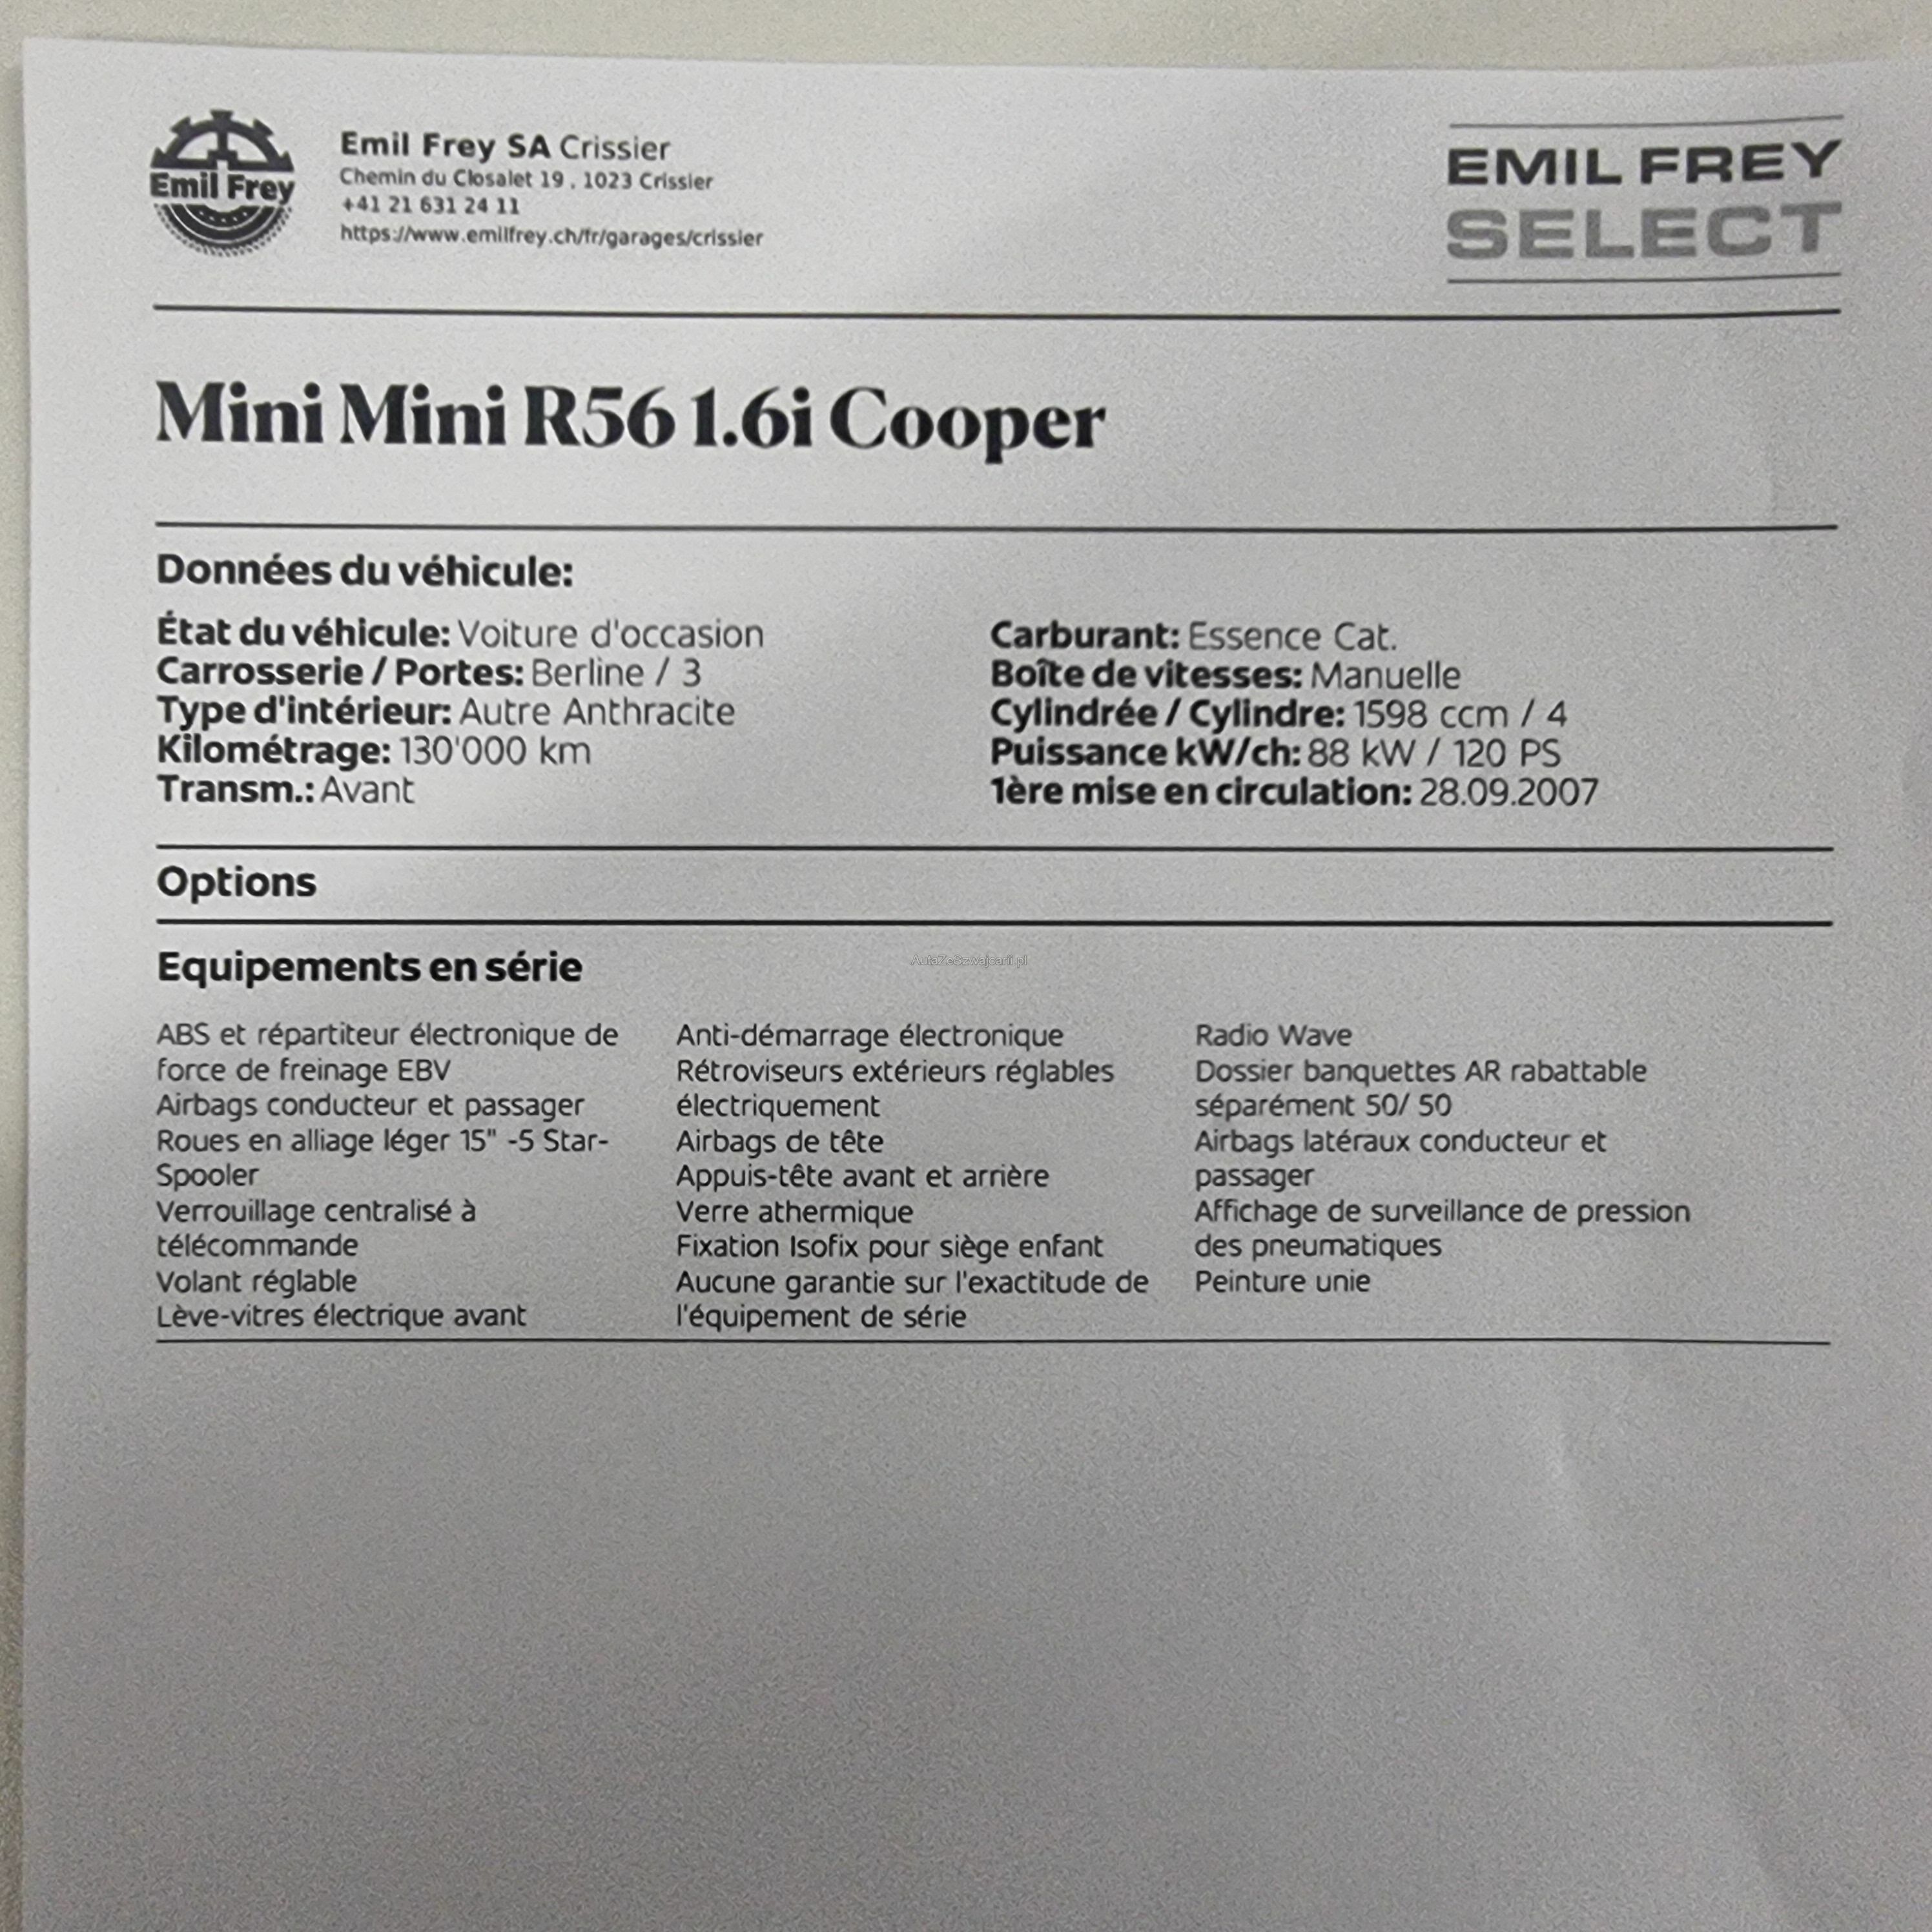 Emil Frey
Emil Frey SA Crissier
Chemin du Closalet 19 . 1023 Crissier
+41 21 631 24 11
https://www.emilfrey.ch/fr/garages/crissier
EMIL FREY
SELECT
Mini Mini R56 1.6i Cooper
Données du véhicule:
État du véhicule: Voiture d'occasion
Carrosserie / Portes: Berline / 3
Type d'intérieur: Autre Anthracite
Kilométrage: 130'000 km
Transm.: Avant
Carburant: Essence Cat.
Boîte de vitesses: Manuelle
Cylindrée / Cylindre: 1598 ccm / 4
Puissance kW/ch: 88 kW / 120 PS
1ère mise en circulation: 28.09.2007
Options
Equipements en série
AutaZeSzwajcarii.pl
ABS et répartiteur électronique de
force de freinage EBV
Airbags conducteur et passager
Roues en alliage léger 15" -5 Star-
Spooler
Verrouillage centralisé à
télécommande
Volant réglable
Lève-vitres électrique avant
Anti-démarrage électronique
Rétroviseurs extérieurs réglables
électriquement
Airbags de tête
Appuis-tête avant et arrière
Verre athermique
Fixation Isofix pour siège enfant
Aucune garantie sur l'exactitude de
l'équipement de série
Radio Wave
Dossier banquettes AR rabattable
séparément 50/ 50
Airbags latéraux conducteur et
passager
Affichage de surveillance de pression
des pneumatiques
Peinture unie